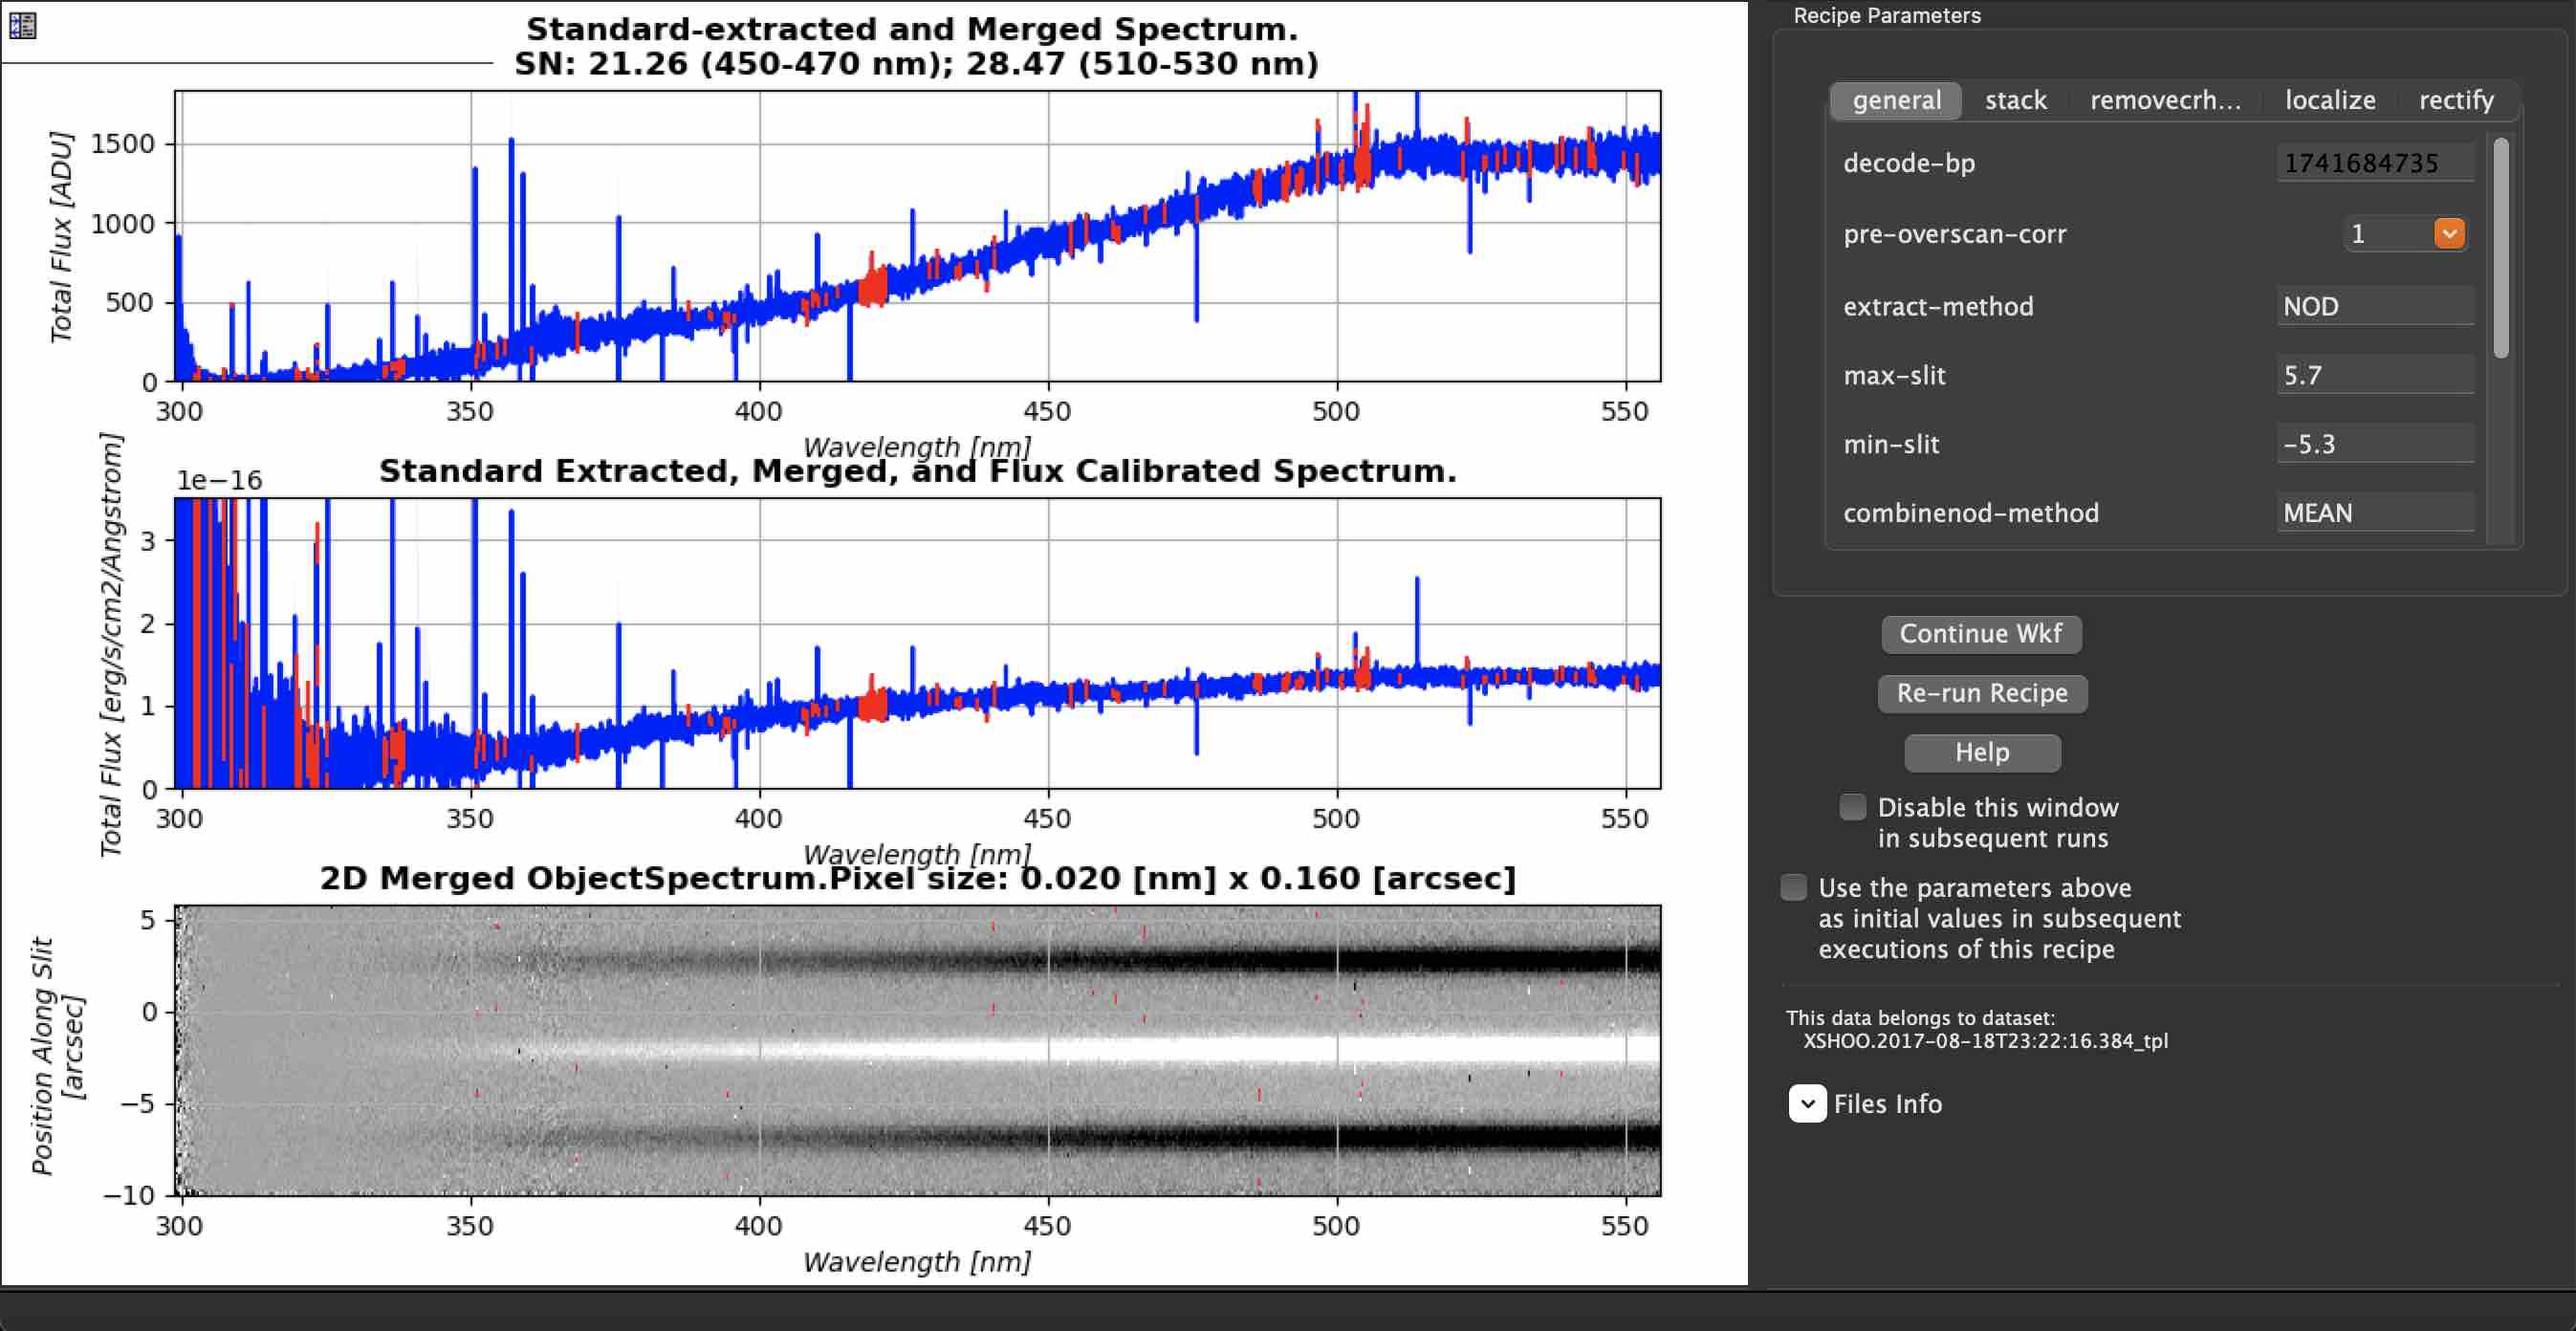 Standard-extracted and Merged Spectrum.
SN: 21.26 (450-470 nm); 28.47 (510-530 nm)
Total Flux [ADU]
1500
1000
500
0
300 350 400 450 500 550
Wavelength [nm]
Standard Extracted, Merged, and Flux Calibrated Spectrum.
1e−16
Total Flux [erg/s/cm2/Angstrom]
3
2
1
0
300 350 400 450 500 550
Wavelength [nm]
2D Merged ObjectSpectrum.Pixel size: 0.020 [nm] x 0.160 [arcsec]
Position Along Slit
[arcsec]
5
0
−5
−10
300 350 400 450 500 550
Wavelength [nm]
Recipe Parameters
general stack removecrh... localize rectify
decode-bp 1741684735
pre-overscan-corr 1
extract-method NOD
max-slit 5.7
min-slit -5.3
combinenod-method MEAN
Continue Wkf
Re-run Recipe
Help
Disable this window
in subsequent runs
Use the parameters above
as initial values in subsequent
executions of this recipe
This data belongs to dataset:
XSHOO.2017-08-18T23:22:16.384_tpl
Files Info